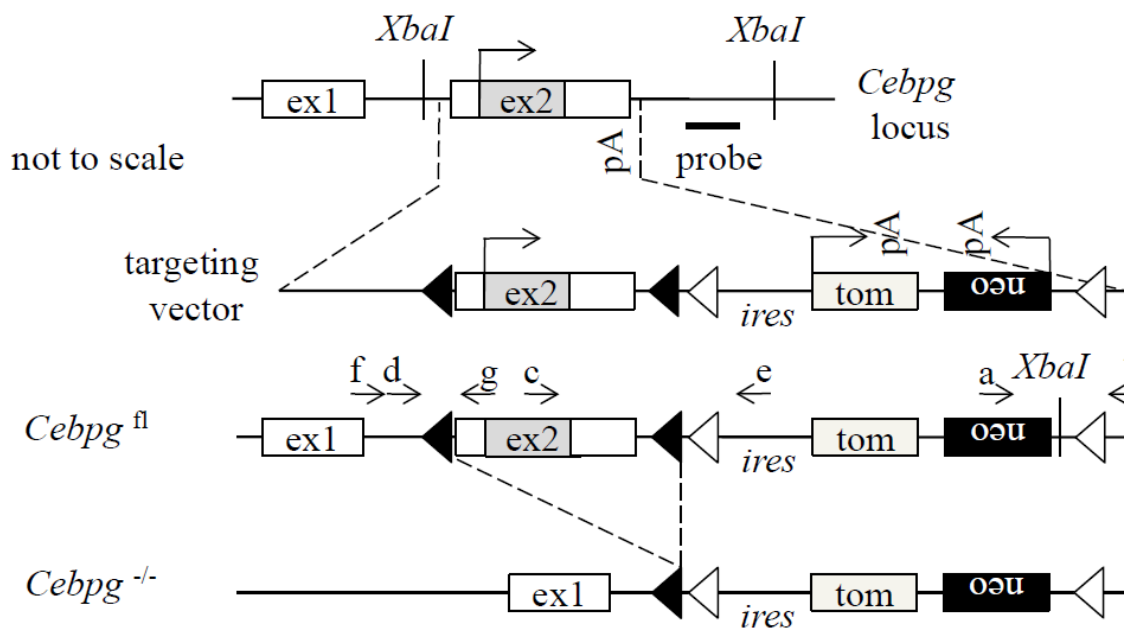 XbaI XbaI
ex1 ex2 Cebpg
locus
not to scale pA probe
targeting
vector
ex2 ires tom pA neo pA
f d g c e a XbaI
Cebpg fl ex1 ex2 ires tom neo
Cebpg -/- ex1 ires tom neo